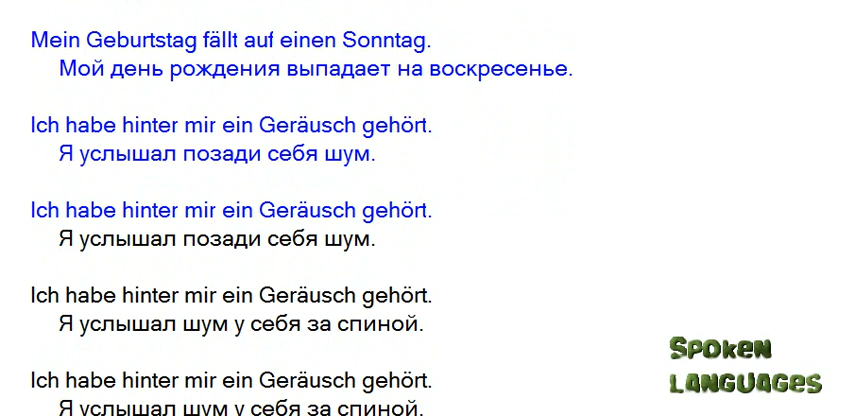 Mein Geburtstag fällt auf einen Sonntag.
Мой день рождения выпадает на воскресенье.
Ich habe hinter mir ein Geräusch gehört.
Я услышал позади себя шум.
Ich habe hinter mir ein Geräusch gehört.
Я услышал позади себя шум.
Ich habe hinter mir ein Geräusch gehört.
Я услышал шум у себя за спиной.
Ich habe hinter mir ein Geräusch gehört.
Я услышал шум у себя за спиной.
Spoken
Languages